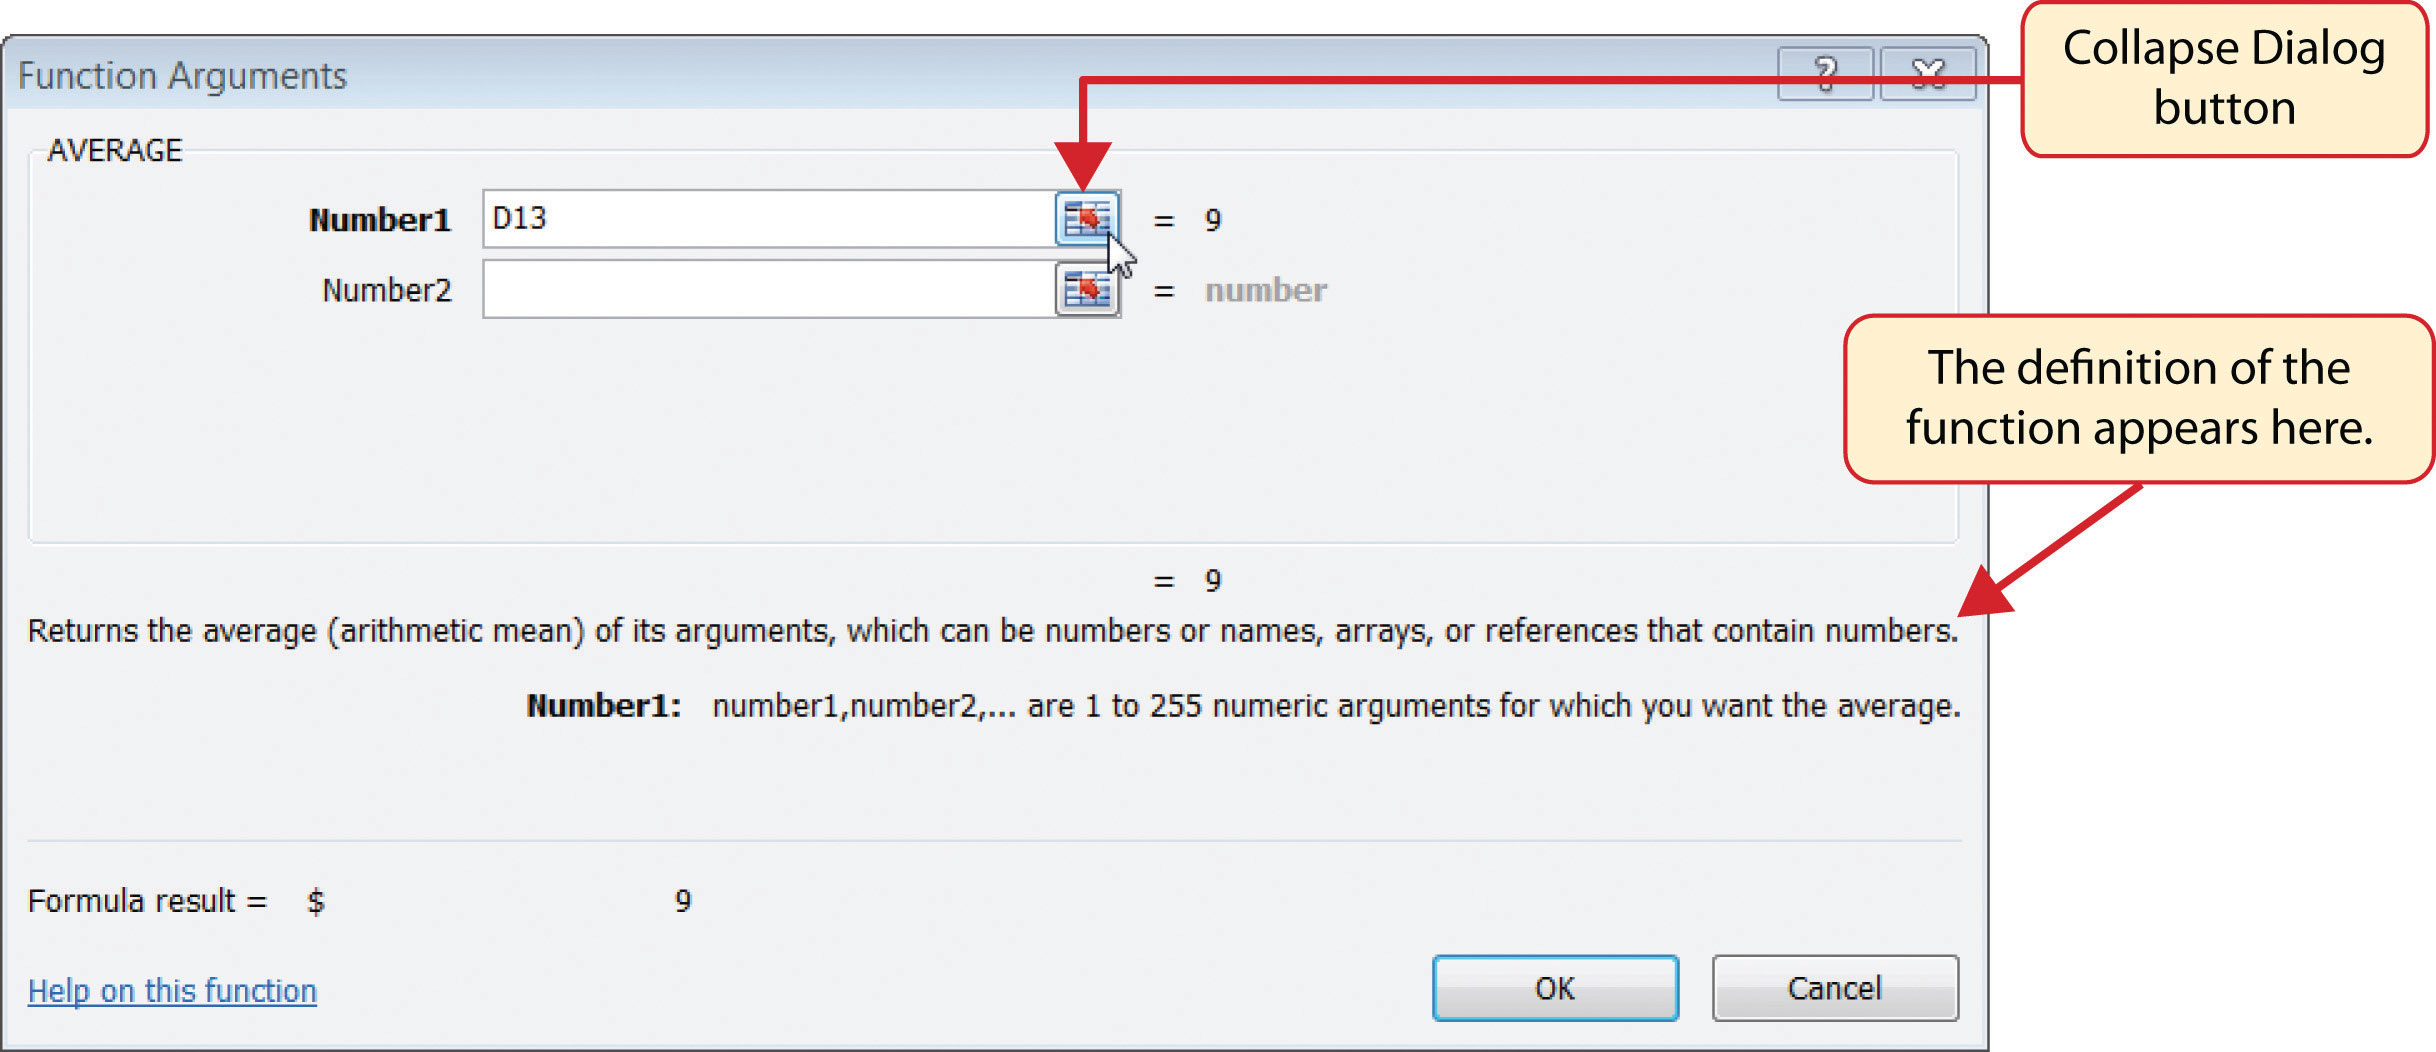 Collapse Dialog
button
Function Arguments
AVERAGE
Number1 D13 = 9
Number2 = number
The definition of the
function appears here.
= 9
Returns the average (arithmetic mean) of its arguments, which can be numbers or names, arrays, or references that contain numbers.
Number1: number1,number2,... are 1 to 255 numeric arguments for which you want the average.
Formula result = $ 9
Help on this function
OK Cancel